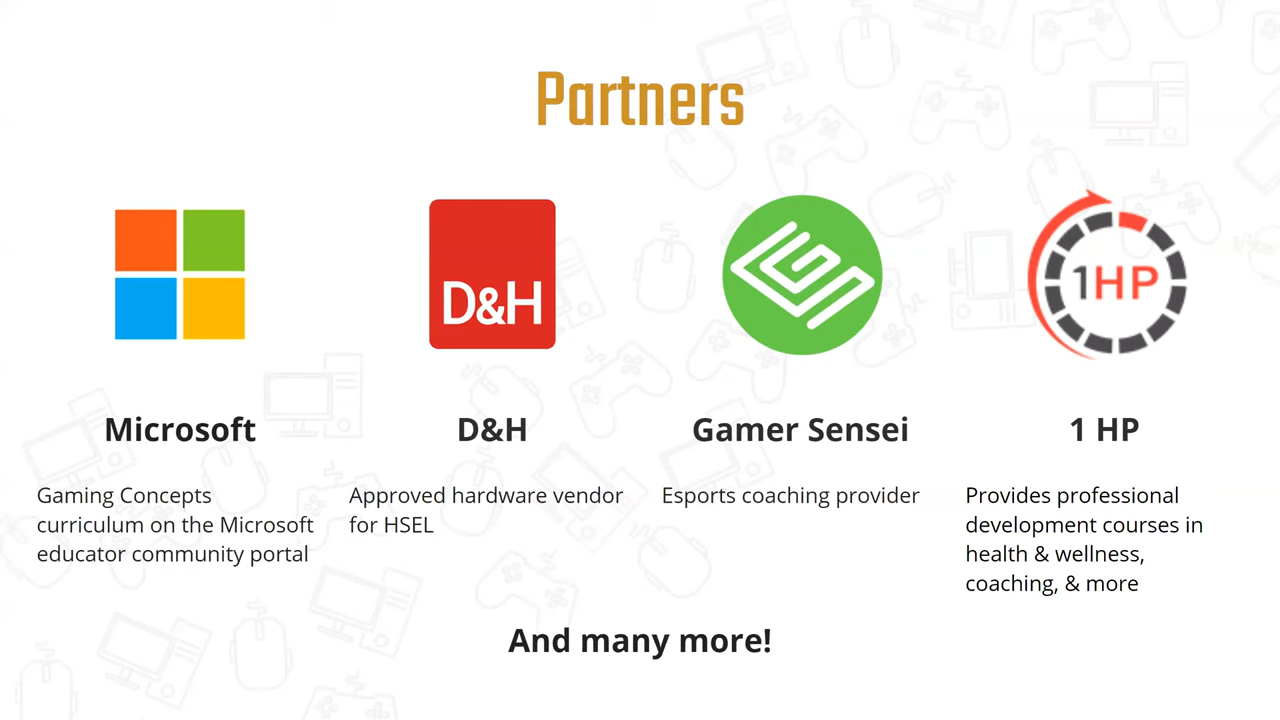 Partners
D&H
1HP
Microsoft
D&H
Gamer Sensei
1 HP
Gaming Concepts
curriculum on the Microsoft
educator community portal
Approved hardware vendor
for HSEL
Esports coaching provider
Provides professional
development courses in
health & wellness,
coaching, & more
And many more!